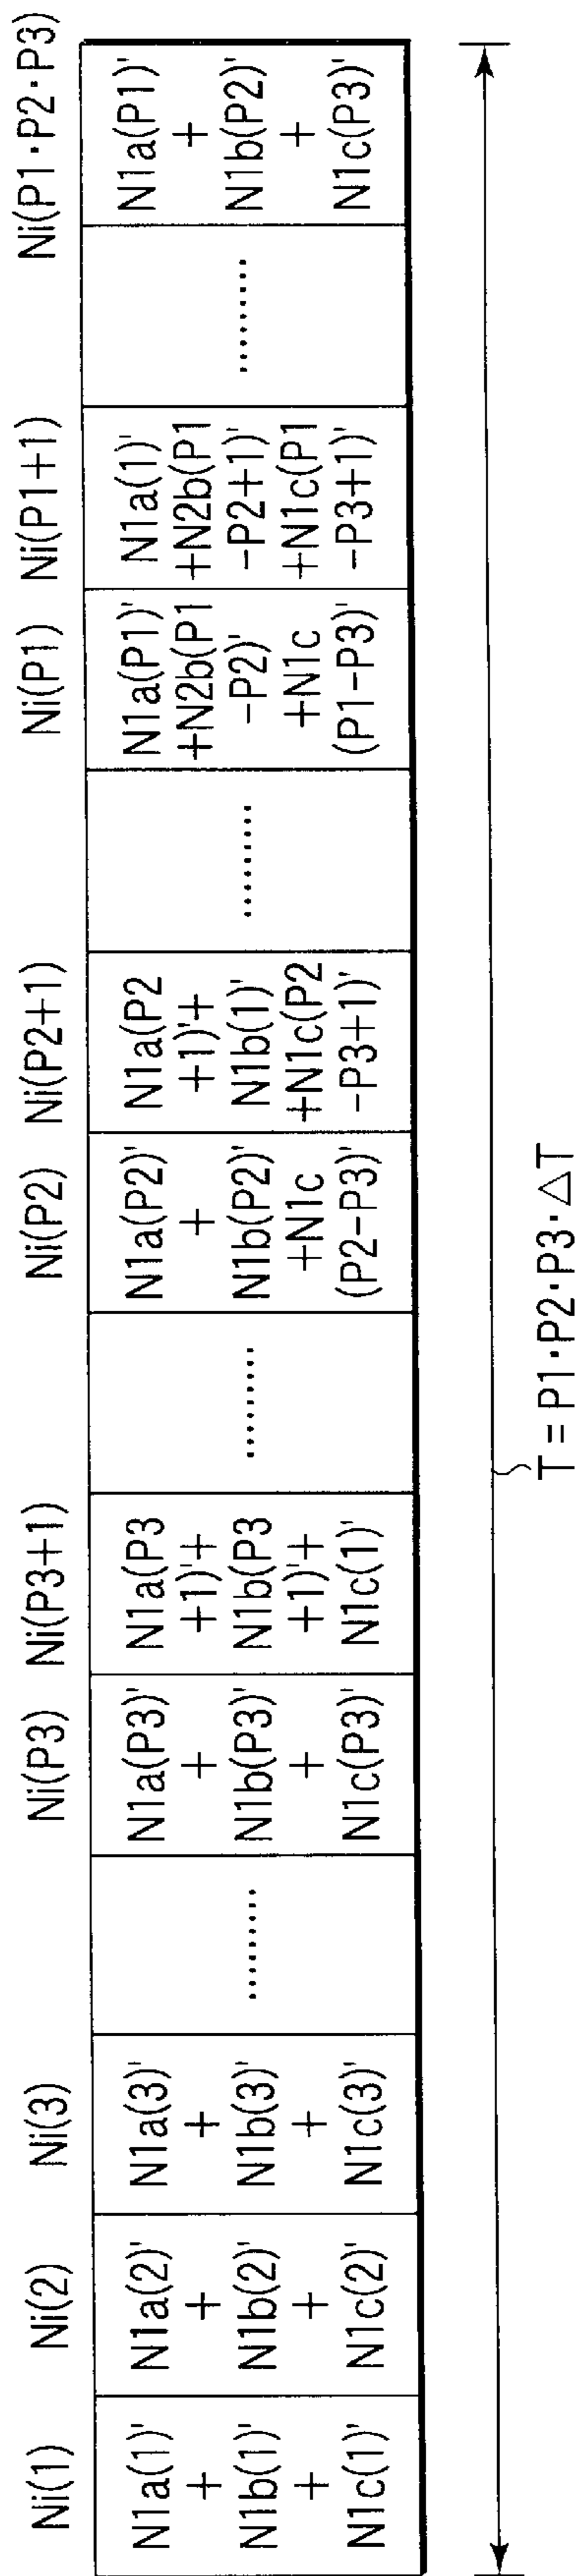 Ni(1)
Ni(2)
Ni(3)
Ni(P3)
Ni(P3+1)
Ni(P2)
Ni(P2+1)
Ni(P1)
Ni(P1+1)
Ni(P1・P2・P3)
N1a(1)'
+
N1b(1)'
+
N1c(1)'
N1a(2)'
+
N1b(2)'
+
N1c(2)'
N1a(3)'
+
N1b(3)'
+
N1c(3)'
.........
N1a(P3)'
+
N1b(P3)'
+
N1c(P3)'
N1a(P3
+1)'+
N1b(P3
+1)'+
N1c(1)'
.........
N1a(P2)'
+
N1b(P2)'
+N1c
(P2-P3)'
N1a(P2
+1)'+
N1b(1)'
+N1c(P2
-P3+1)'
.........
N1a(P1)'
+N2b(P1
-P2)'
+N1c
(P1-P3)'
N1a(1)'
+N2b(P1
-P2+1)'
+N1c(P1
-P3+1)'
.........
N1a(P1)'
+
N1b(P2)'
+
N1c(P3)'
T = P1・P2・P3・△T